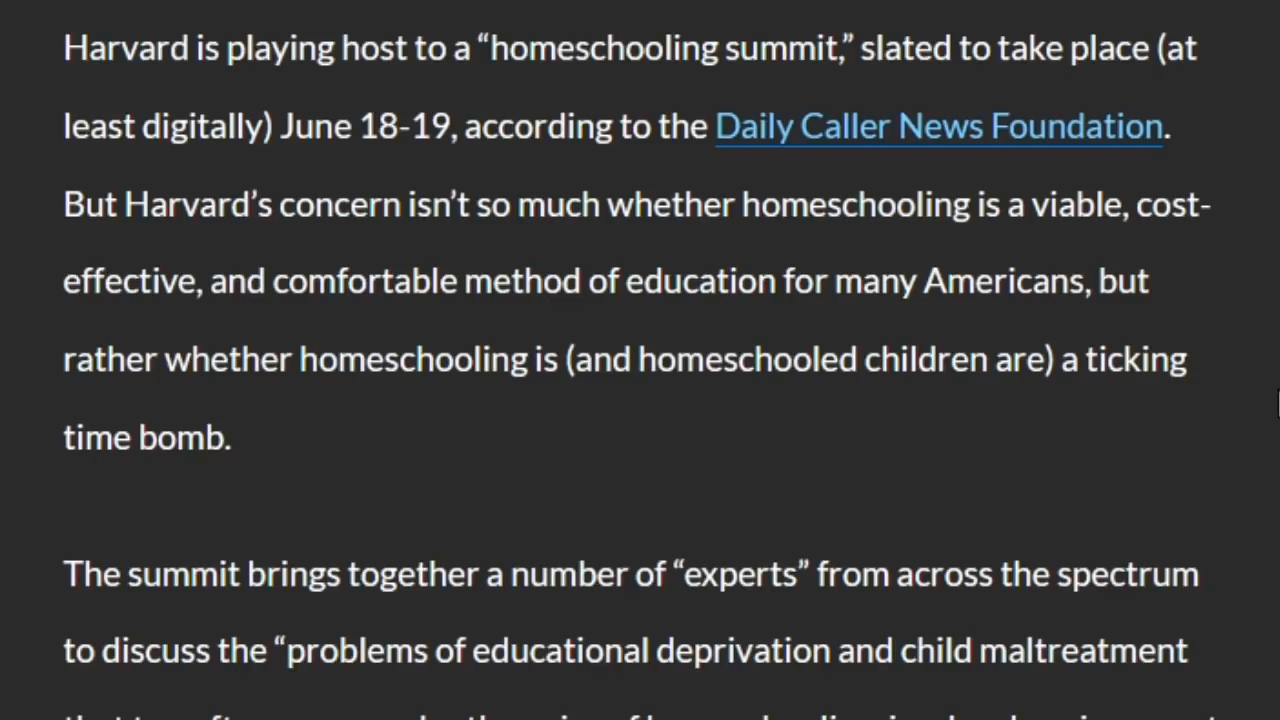 Harvard is playing host to a “homeschooling summit,” slated to take place (at
least digitally) June 18-19, according to the Daily Caller News Foundation.
But Harvard’s concern isn’t so much whether homeschooling is a viable, cost-
effective, and comfortable method of education for many Americans, but
rather whether homeschooling is (and homeschooled children are) a ticking
time bomb.
The summit brings together a number of “experts” from across the spectrum
to discuss the “problems of educational deprivation and child maltreatment